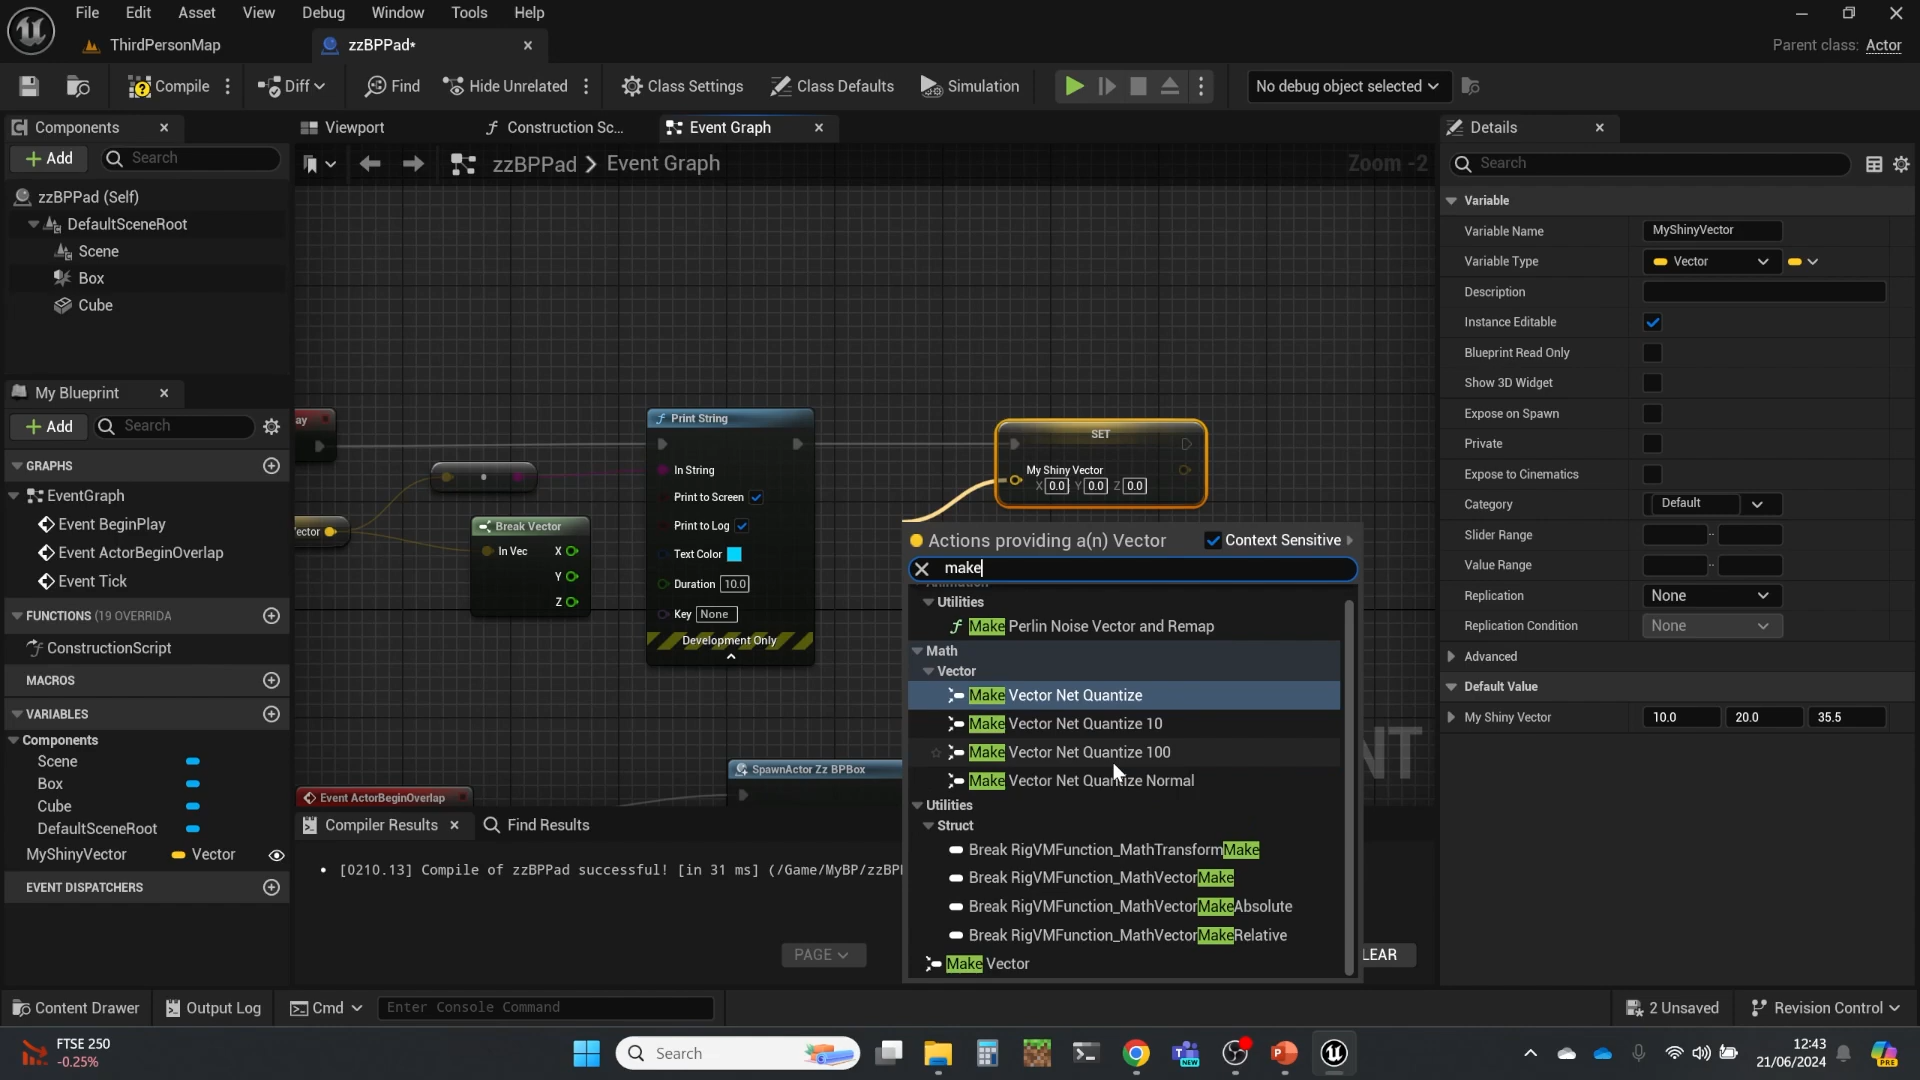 File Edit Asset View Debug Window Tools Help
ThirdPersonMap
zzBPPad*
Parent class: Actor
Compile
Diff
Find
Hide Unrelated
Class Settings
Class Defaults
Simulation
No debug object selected
Components
Add
Search
zzBPPad (Self)
DefaultSceneRoot
Scene
Box
Cube
My Blueprint
Add
Search
GRAPHS
EventGraph
Event BeginPlay
Event ActorBeginOverlap
Event Tick
FUNCTIONS (19 OVERRIDA
ConstructionScript
MACROS
VARIABLES
Components
Scene
Box
Cube
DefaultSceneRoot
MyShinyVector Vector
EVENT DISPATCHERS
Viewport
Construction Sc...
Event Graph
zzBPPad > Event Graph
Zoom -2
ay
ector
Break Vector
In Vec X
Y
Z
Print String
In String
Print to Screen
Print to Log
Text Color
Duration 10.0
Key None
Development Only
SET
My Shiny Vector
X 0.0 Y 0.0 Z 0.0
Event ActorBeginOverlap
SpawnActor Zz BPBox
NT
Actions providing a(n) Vector
Context Sensitive
make
Utilities
Make Perlin Noise Vector and Remap
Math
Vector
Make Vector Net Quantize
Make Vector Net Quantize 10
Make Vector Net Quantize 100
Make Vector Net Quantize Normal
Utilities
Struct
Break RigVMFunction_MathTransformMake
Break RigVMFunction_MathVectorMake
Break RigVMFunction_MathVectorMakeAbsolute
Break RigVMFunction_MathVectorMakeRelative
Make Vector
Compiler Results
Find Results
[0210.13] Compile of zzBPPad successful! [in 31 ms] (/Game/MyBP/zzBP
PAGE
LEAR
Details
Search
Variable
Variable Name MyShinyVector
Variable Type Vector
Description
Instance Editable
Blueprint Read Only
Show 3D Widget
Expose on Spawn
Private
Expose to Cinematics
Category Default
Slider Range
Value Range
Replication None
Replication Condition None
Advanced
Default Value
My Shiny Vector 10.0 20.0 35.5
Content Drawer
Output Log
Cmd
Enter Console Command
2 Unsaved
Revision Control
FTSE 250
-0.25%
Search
NEW
12:43
21/06/2024
PRE